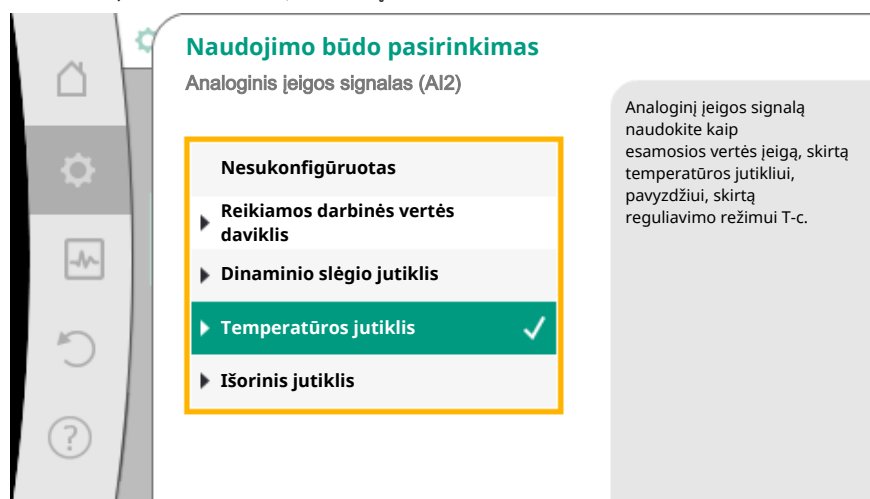 Naudojimo būdo pasirinkimas
Analoginis įeigos signalas (AI2)
Nesukonfigūruotas
Reikiamos darbinės vertės
daviklis
Dinaminio slėgio jutiklis
Temperatūros jutiklis
Išorinis jutiklis
Analoginį įeigos signalą
naudokite kaip
esamosios vertės įeigą, skirtą
temperatūros jutikliui,
pavyzdžiui, skirtą
reguliavimo režimui T-c.